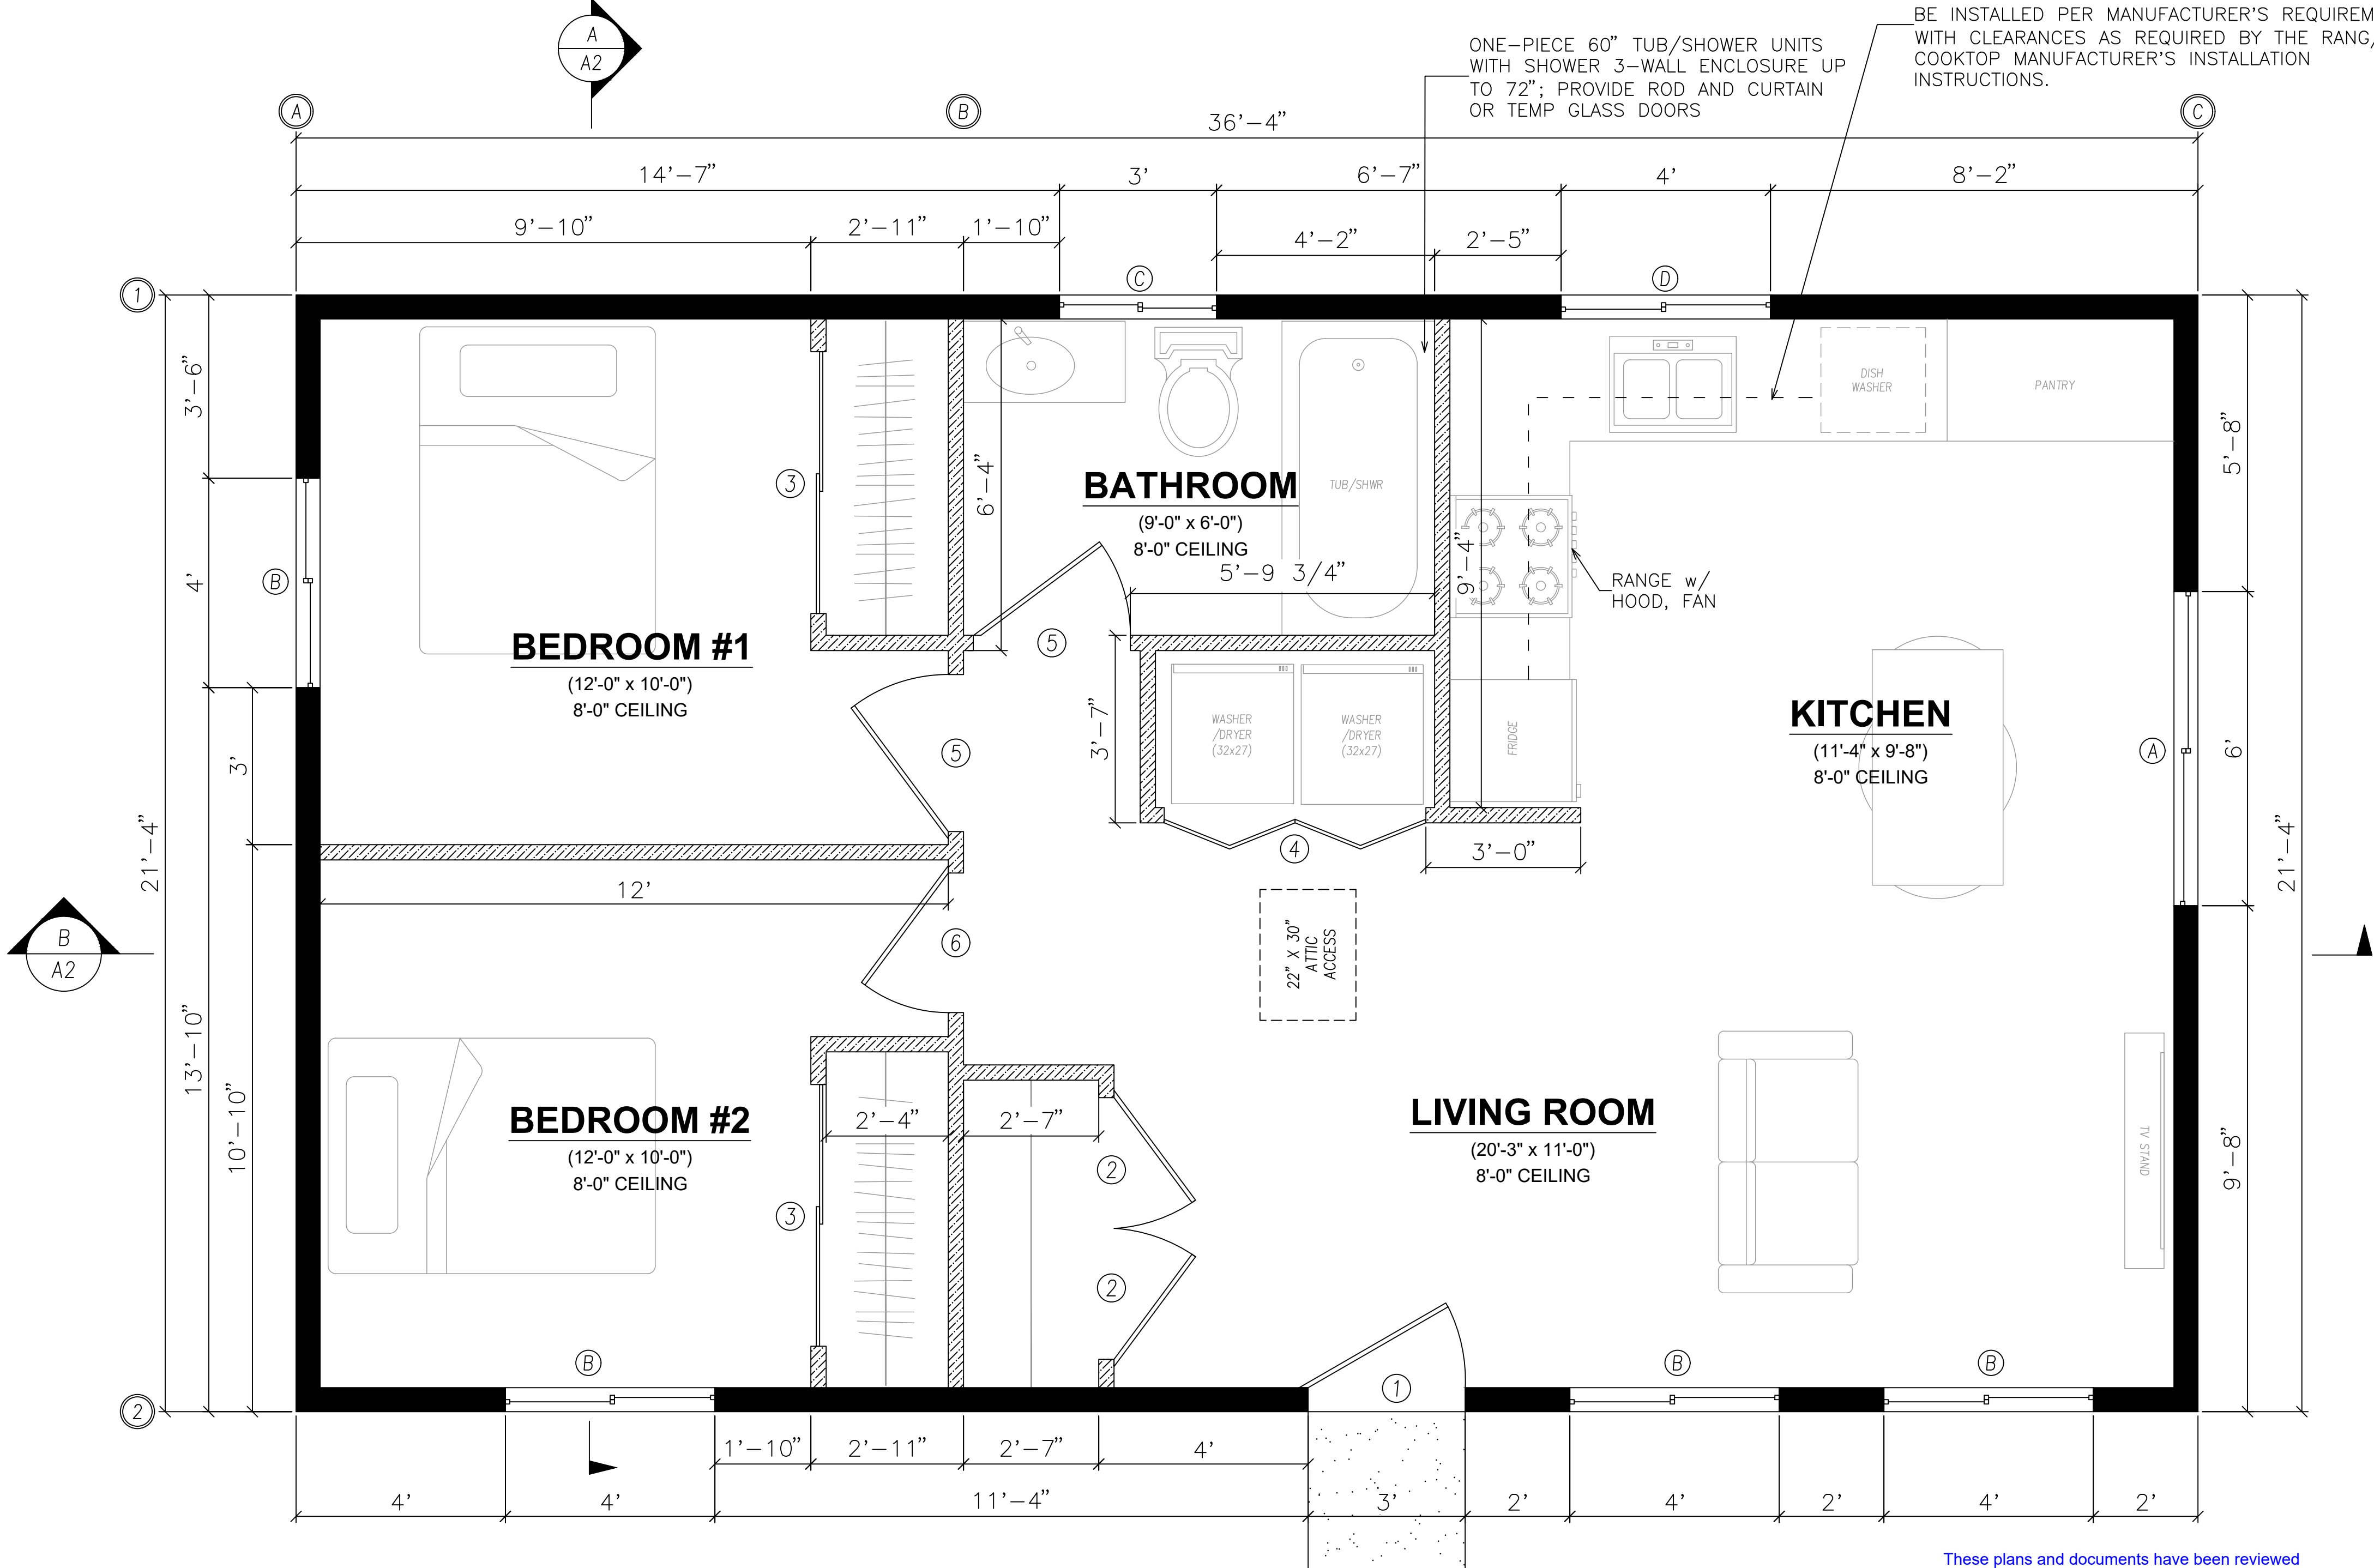 BE INSTALLED PER MANUFACTURER'S REQUIREM
WITH CLEARANCES AS REQUIRED BY THE RANG
COOKTOP MANUFACTURER'S INSTALLATION
INSTRUCTIONS.
ONE-PIECE 60" TUB/SHOWER UNITS
WITH SHOWER 3-WALL ENCLOSURE UP
TO 72"; PROVIDE ROD AND CURTAIN
OR TEMP GLASS DOORS
A
A2
A
B
C
36'-4"
14'-7"
3'
6'-7"
4'
8'-2"
9'-10"
2'-11"
1'-10"
4'-2"
2'-5"
C
D
1
3'-6"
4'
B
3'
21'-4"
13'-10"
10'-10"
B
A2
2
BEDROOM #1
(12'-0" x 10'-0")
8'-0" CEILING
3
6'-4"
BATHROOM
(9'-0" x 6'-0")
8'-0" CEILING
5'-9 3/4"
TUB/SHWR
9'-4"
DISH
WASHER
PANTRY
RANGE w/
HOOD, FAN
5
5
3'-7"
WASHER
/DRYER
(32x27)
WASHER
/DRYER
(32x27)
FRIDGE
4
3'-0"
KITCHEN
(11'-4" x 9'-8")
8'-0" CEILING
A
5'-8"
6'
21'-4"
9'-8"
12'
6
22" X 30"
ATTIC
ACCESS
BEDROOM #2
(12'-0" x 10'-0")
8'-0" CEILING
3
2'-4"
2'-7"
2
2
LIVING ROOM
(20'-3" x 11'-0")
8'-0" CEILING
TV STAND
B
1
B
B
1'-10"
2'-11"
2'-7"
4'
4'
4'
11'-4"
3'
2'
4'
2'
4'
2'
These plans and documents have been reviewed